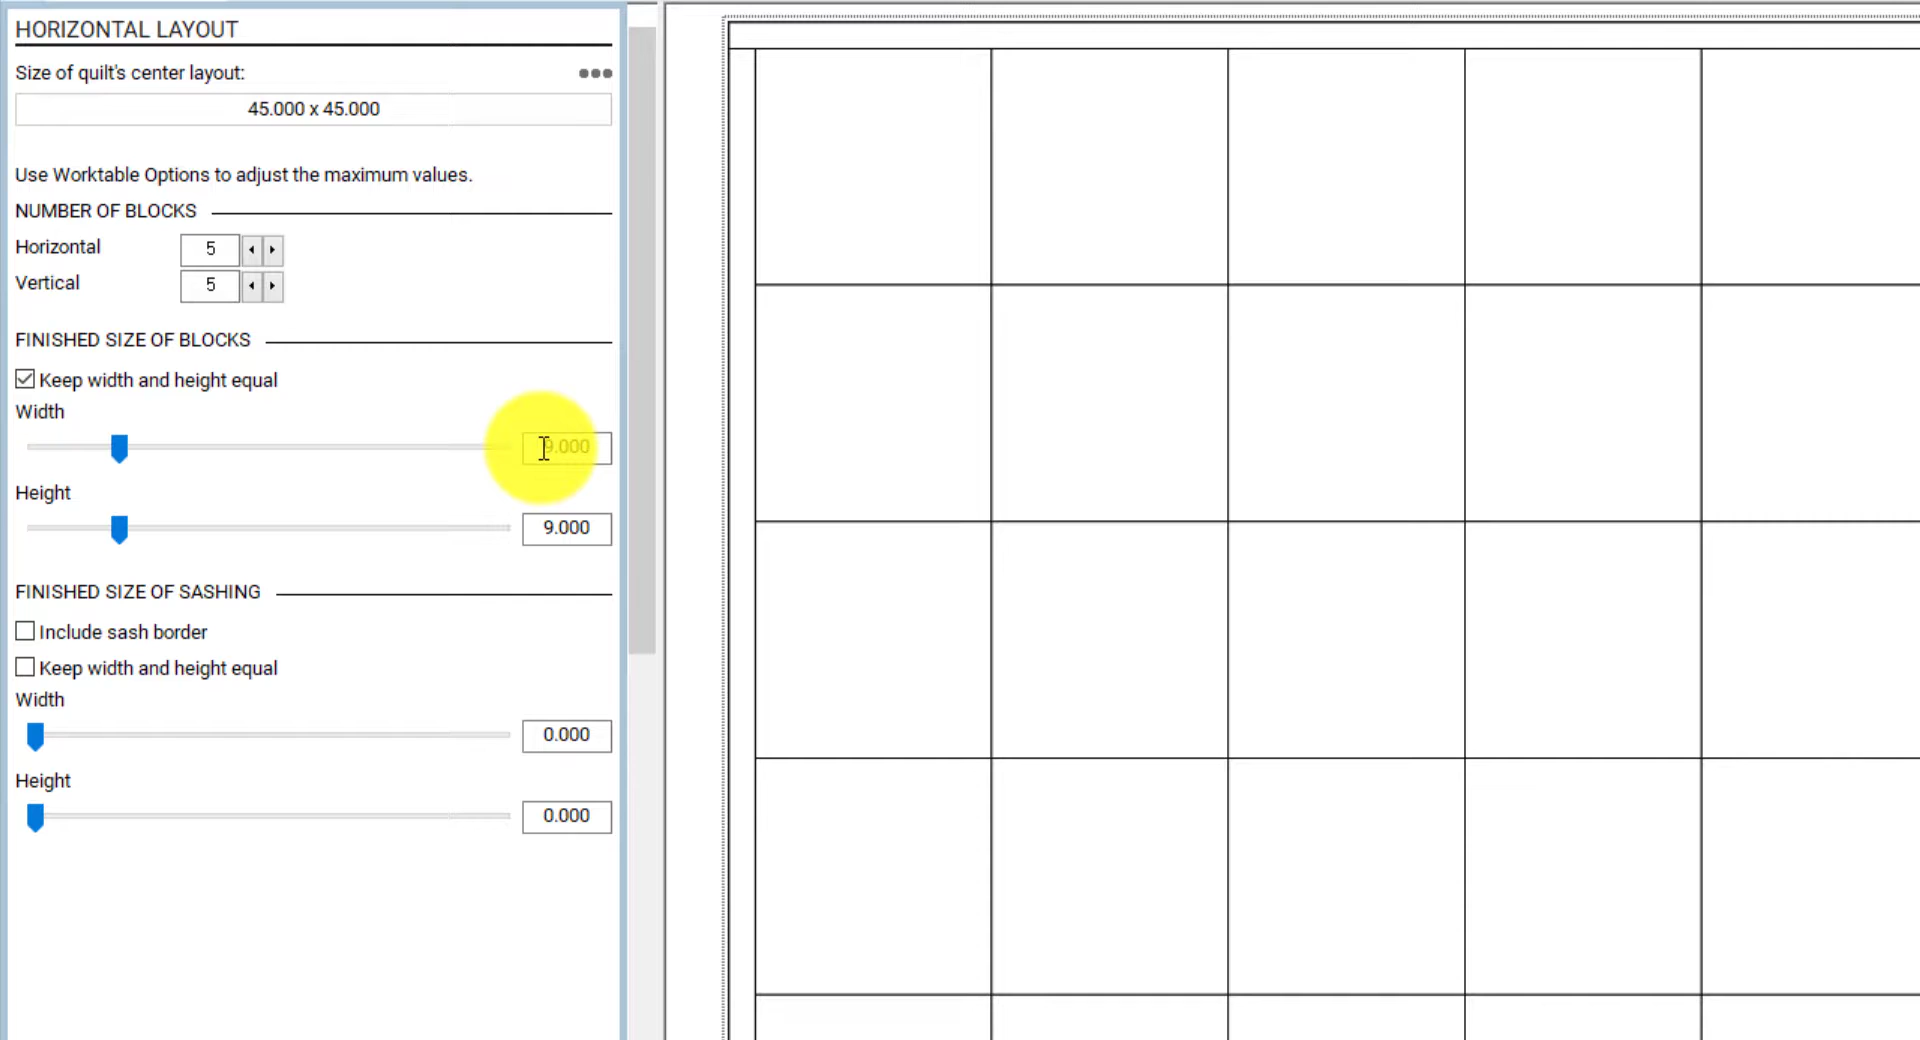 HORIZONTAL LAYOUT
Size of quilt's center layout:
45.000 x 45.000
Use Worktable Options to adjust the maximum values.
NUMBER OF BLOCKS
Horizontal 5
Vertical 5
FINISHED SIZE OF BLOCKS
Keep width and height equal
Width
9.000
Height
9.000
FINISHED SIZE OF SASHING
Include sash border
Keep width and height equal
Width
0.000
Height
0.000